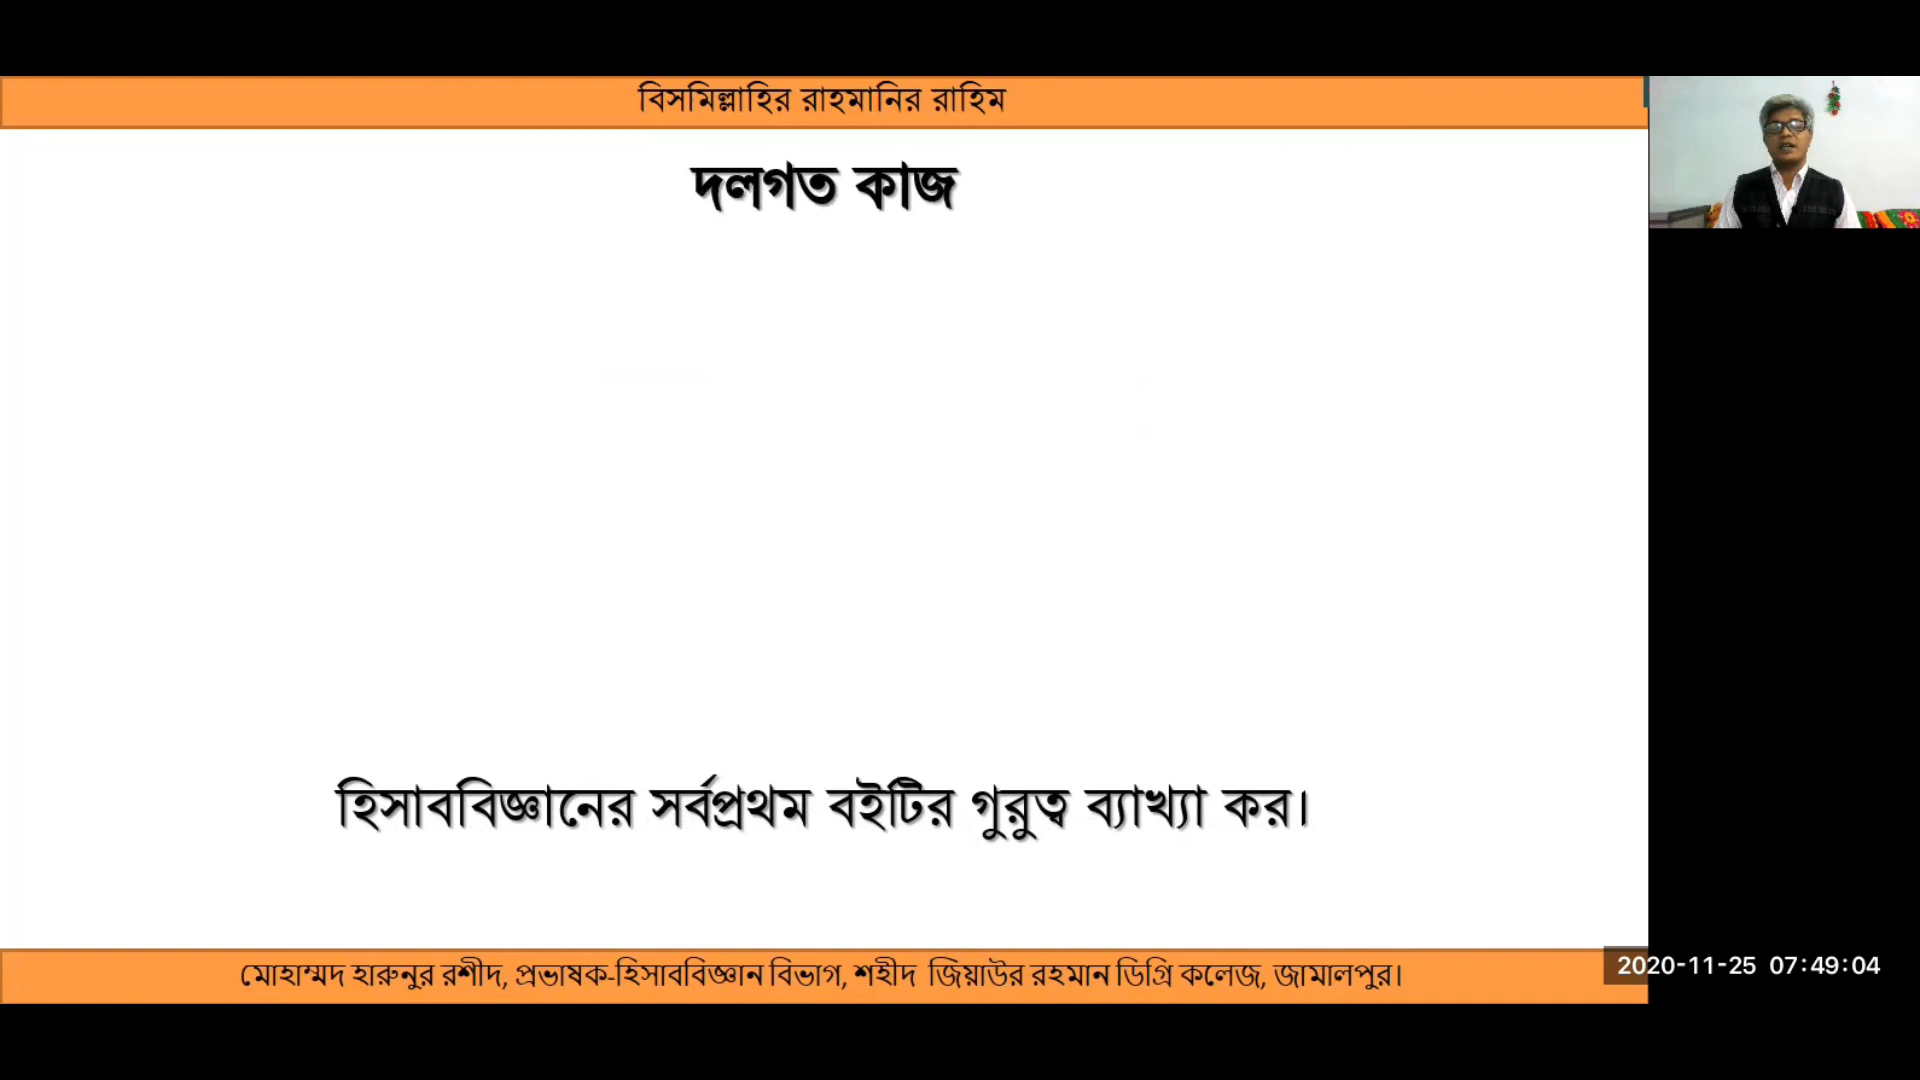 বিসমিল্লাহির রাহমানির রাহিম
দলগত কাজ
হিসাববিজ্ঞানের সর্বপ্রথম বইটির গুরুত্ব ব্যাখ্যা কর।
মোহাম্মদ হারুনুর রশীদ, প্রভাষক-হিসাববিজ্ঞান বিভাগ, শহীদ জিয়াউর রহমান ডিগ্রি কলেজ, জামালপুর।
2020-11-25 07:49:04